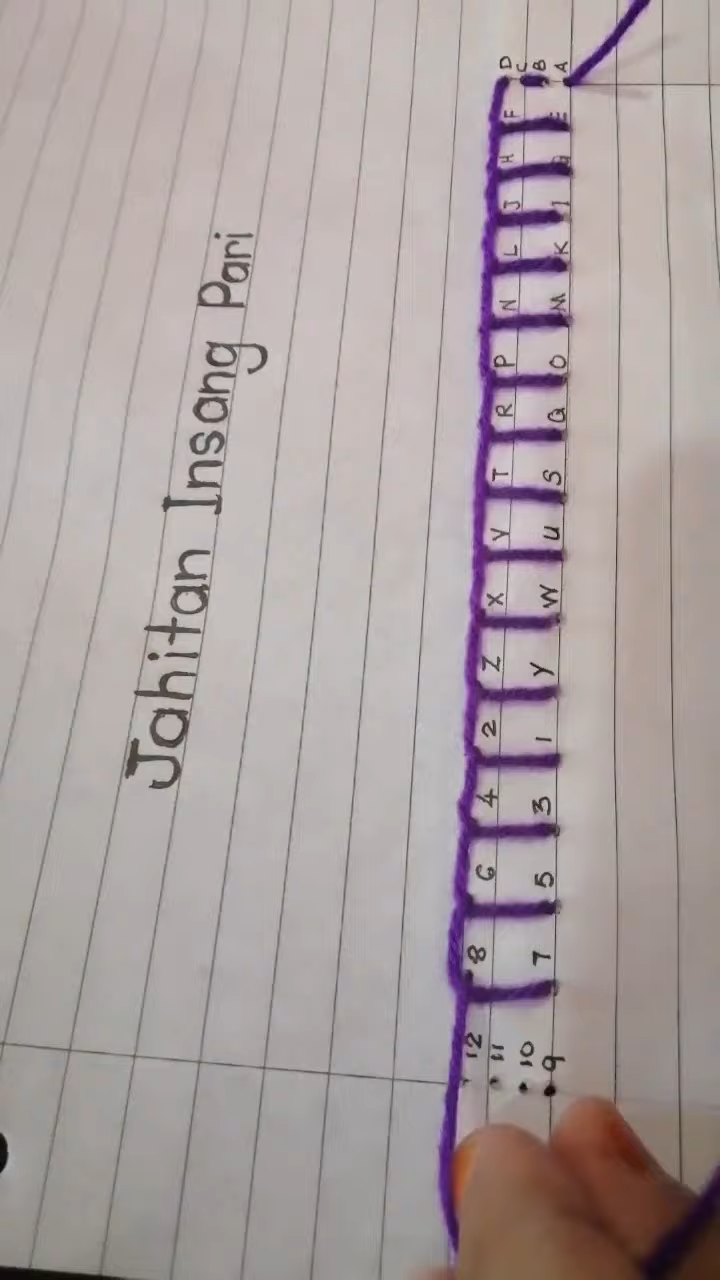 Jahitan Insang Pari
12 8 6 4 2 Z X V T R P N L J H F D
11 C
10 B
9 7 5 3 1 Y W U S Q O M K I E A